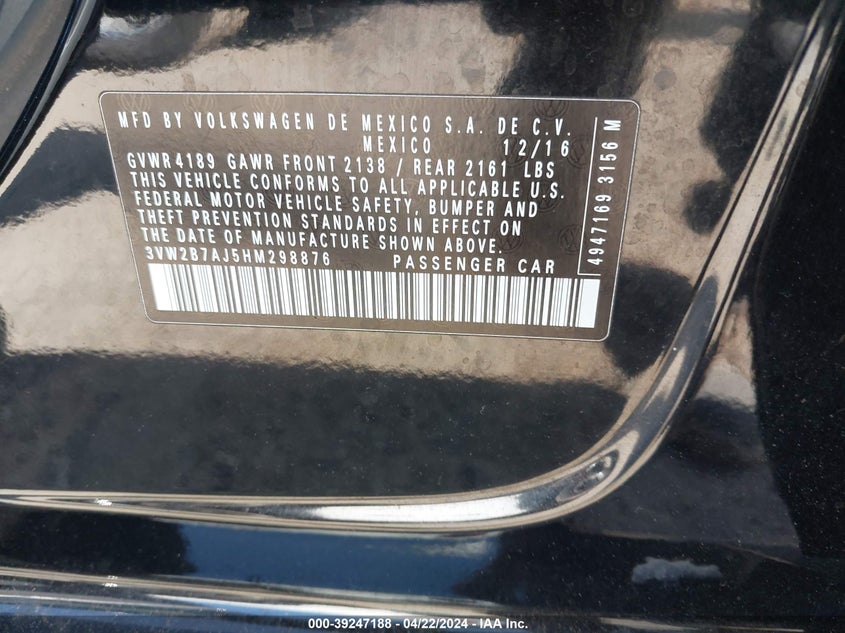 MFD BY VOLKSWAGEN DE MEXICO S.A. DE C.V.
MEXICO 12/16
GVWR 4189 GAWR FRONT 2138 / REAR 2161 LBS
THIS VEHICLE CONFORMS TO ALL APPLICABLE U.S.
FEDERAL MOTOR VEHICLE SAFETY, BUMPER AND
THEFT PREVENTION STANDARDS IN EFFECT ON
THE DATE OF MANUFACTURE SHOWN ABOVE.
3VW2B7AJ5HM298876 PASSENGER CAR
4947169 3156 M
000-39247188 - 04/22/2024 - IAA Inc.